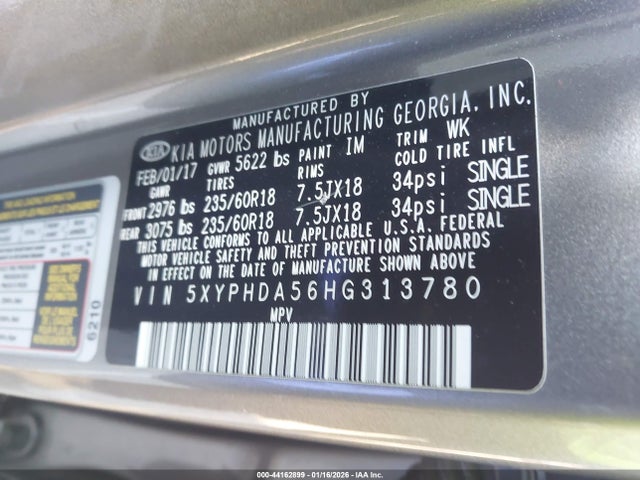 MANUFACTURED BY
KIA KIA MOTORS MANUFACTURING GEORGIA, INC.
FEB/01/17 GVWR 5622 lbs PAINT IM TRIM WK
GAWR TIRES RIMS COLD TIRE INFL
FRONT 2976 lbs 235/60R18 7.5JX18 34psi SINGLE
REAR 3075 lbs 235/60R18 7.5JX18 34psi SINGLE
THIS VEHICLE CONFORMS TO ALL APPLICABLE U.S.A. FEDERAL
MOTOR VEHICLE SAFETY AND THEFT PREVENTION STANDARDS
IN EFFECT ON THE DATE OF MANUFACTURE SHOWN ABOVE.
VIN 5XYPHDA56HG313780
MPV
6210
000-44162899 | 01/16/2026 | IAA Inc.